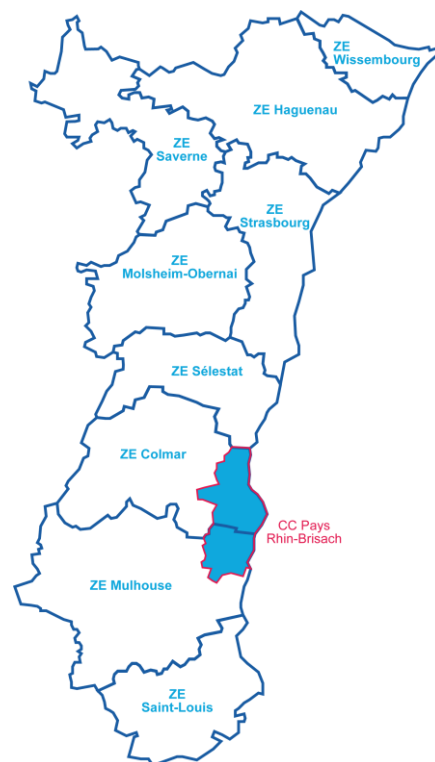 ZE
Wissembourg
ZE Haguenau
ZE
Saverne
ZE
Strasbourg
ZE
Molsheim-Obernai
ZE Sélestat
ZE Colmar
CC Pays
Rhin-Brisach
ZE Mulhouse
ZE
Saint-Louis